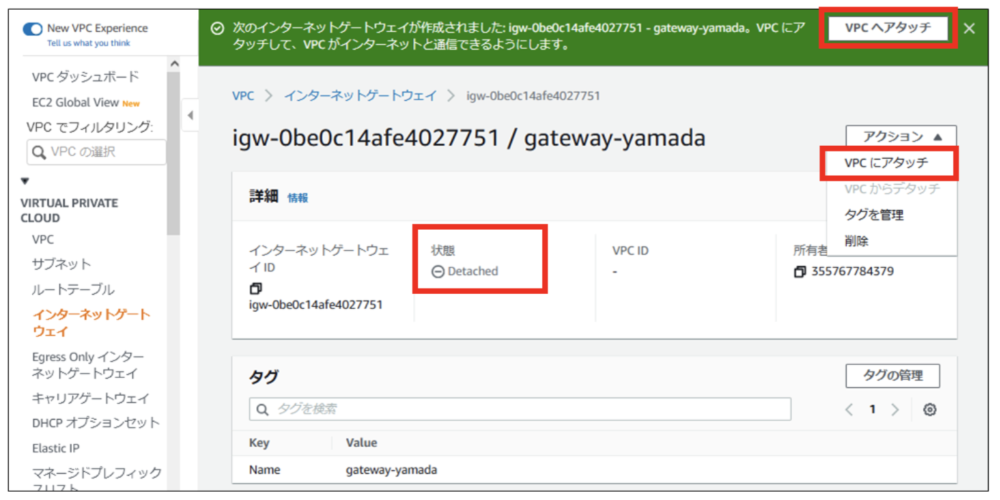 New VPC Experience
Tell us what you think
VPC ダッシュボード
EC2 Global View New
VPC でフィルタリング:
VPC の選択
VIRTUAL PRIVATE
CLOUD
VPC
サブネット
ルートテーブル
インターネットゲート
ウェイ
Egress Only インター
ネットゲートウェイ
キャリアゲートウェイ
DHCP オプションセット
Elastic IP
マネージドプレフィック
スリスト
次のインターネットゲートウェイが作成されました: igw-0be0c14afe4027751 - gateway-yamada。VPC にア
タッチして、VPC がインターネットと通信できるようにします。
VPC へアタッチ
VPC > インターネットゲートウェイ > igw-0be0c14afe4027751
igw-0be0c14afe4027751 / gateway-yamada
アクション
VPC にアタッチ
VPC からデタッチ
タグを管理
削除
詳細 情報
インターネットゲートウェ
イ ID
igw-0be0c14afe4027751
状態
Detached
VPC ID
-
所有者
355767784379
タグ
タグの管理
タグを検索
1
Key Value
Name gateway-yamada